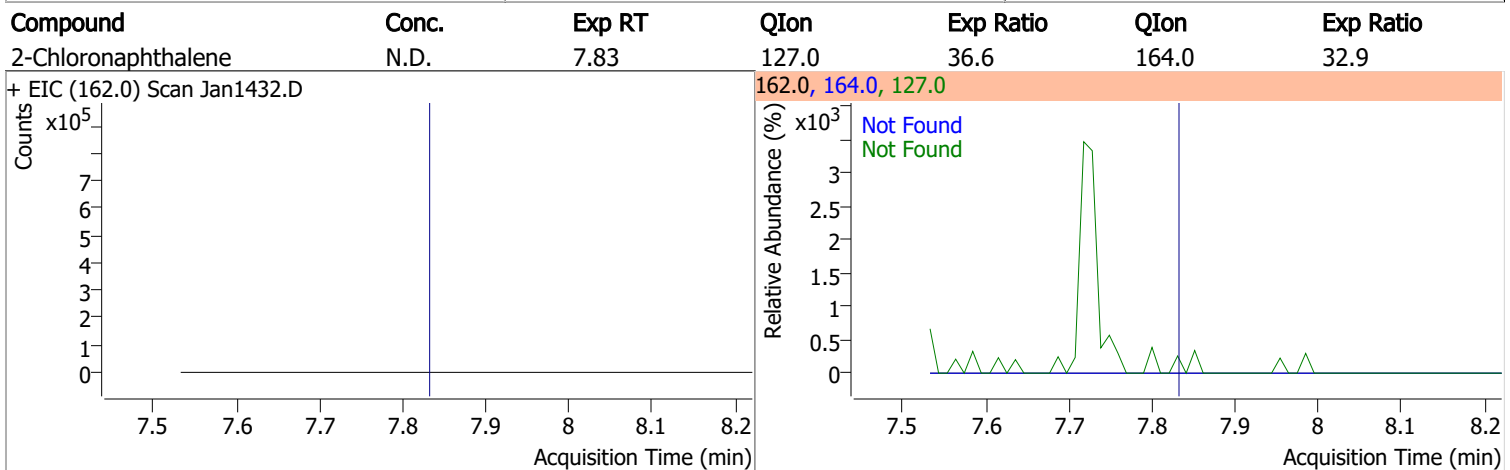 Compound Conc. Exp RT QIon Exp Ratio QIon Exp Ratio
2-Chloronaphthalene N.D. 7.83 127.0 36.6 164.0 32.9
+ EIC (162.0) Scan Jan1432.D
Counts
x10⁵
7
6
5
4
3
2
1
0
7.5 7.6 7.7 7.8 7.9 8 8.1 8.2
Acquisition Time (min)
162.0, 164.0, 127.0
Relative Abundance (%)
x10³
Not Found
Not Found
3
2.5
2
1.5
1
0.5
0
7.5 7.6 7.7 7.8 7.9 8 8.1 8.2
Acquisition Time (min)